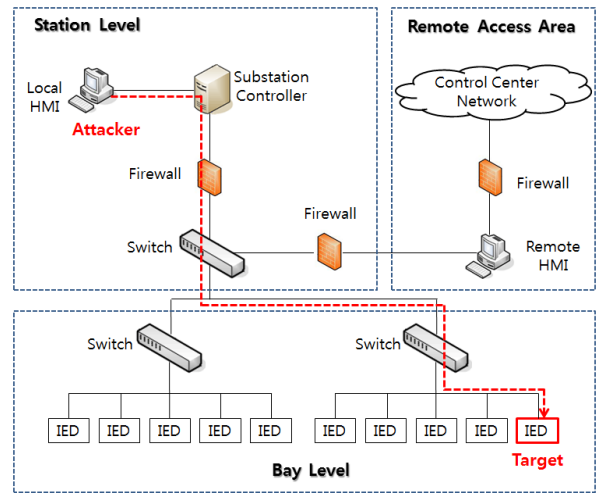 Station Level
Remote Access Area
Local
HMI
Attacker
Substation
Controller
Control Center
Network
Firewall
Firewall
Firewall
Switch
Remote
HMI
Switch
Switch
IED
IED
IED
IED
IED
IED
IED
IED
IED
IED
Target
Bay Level